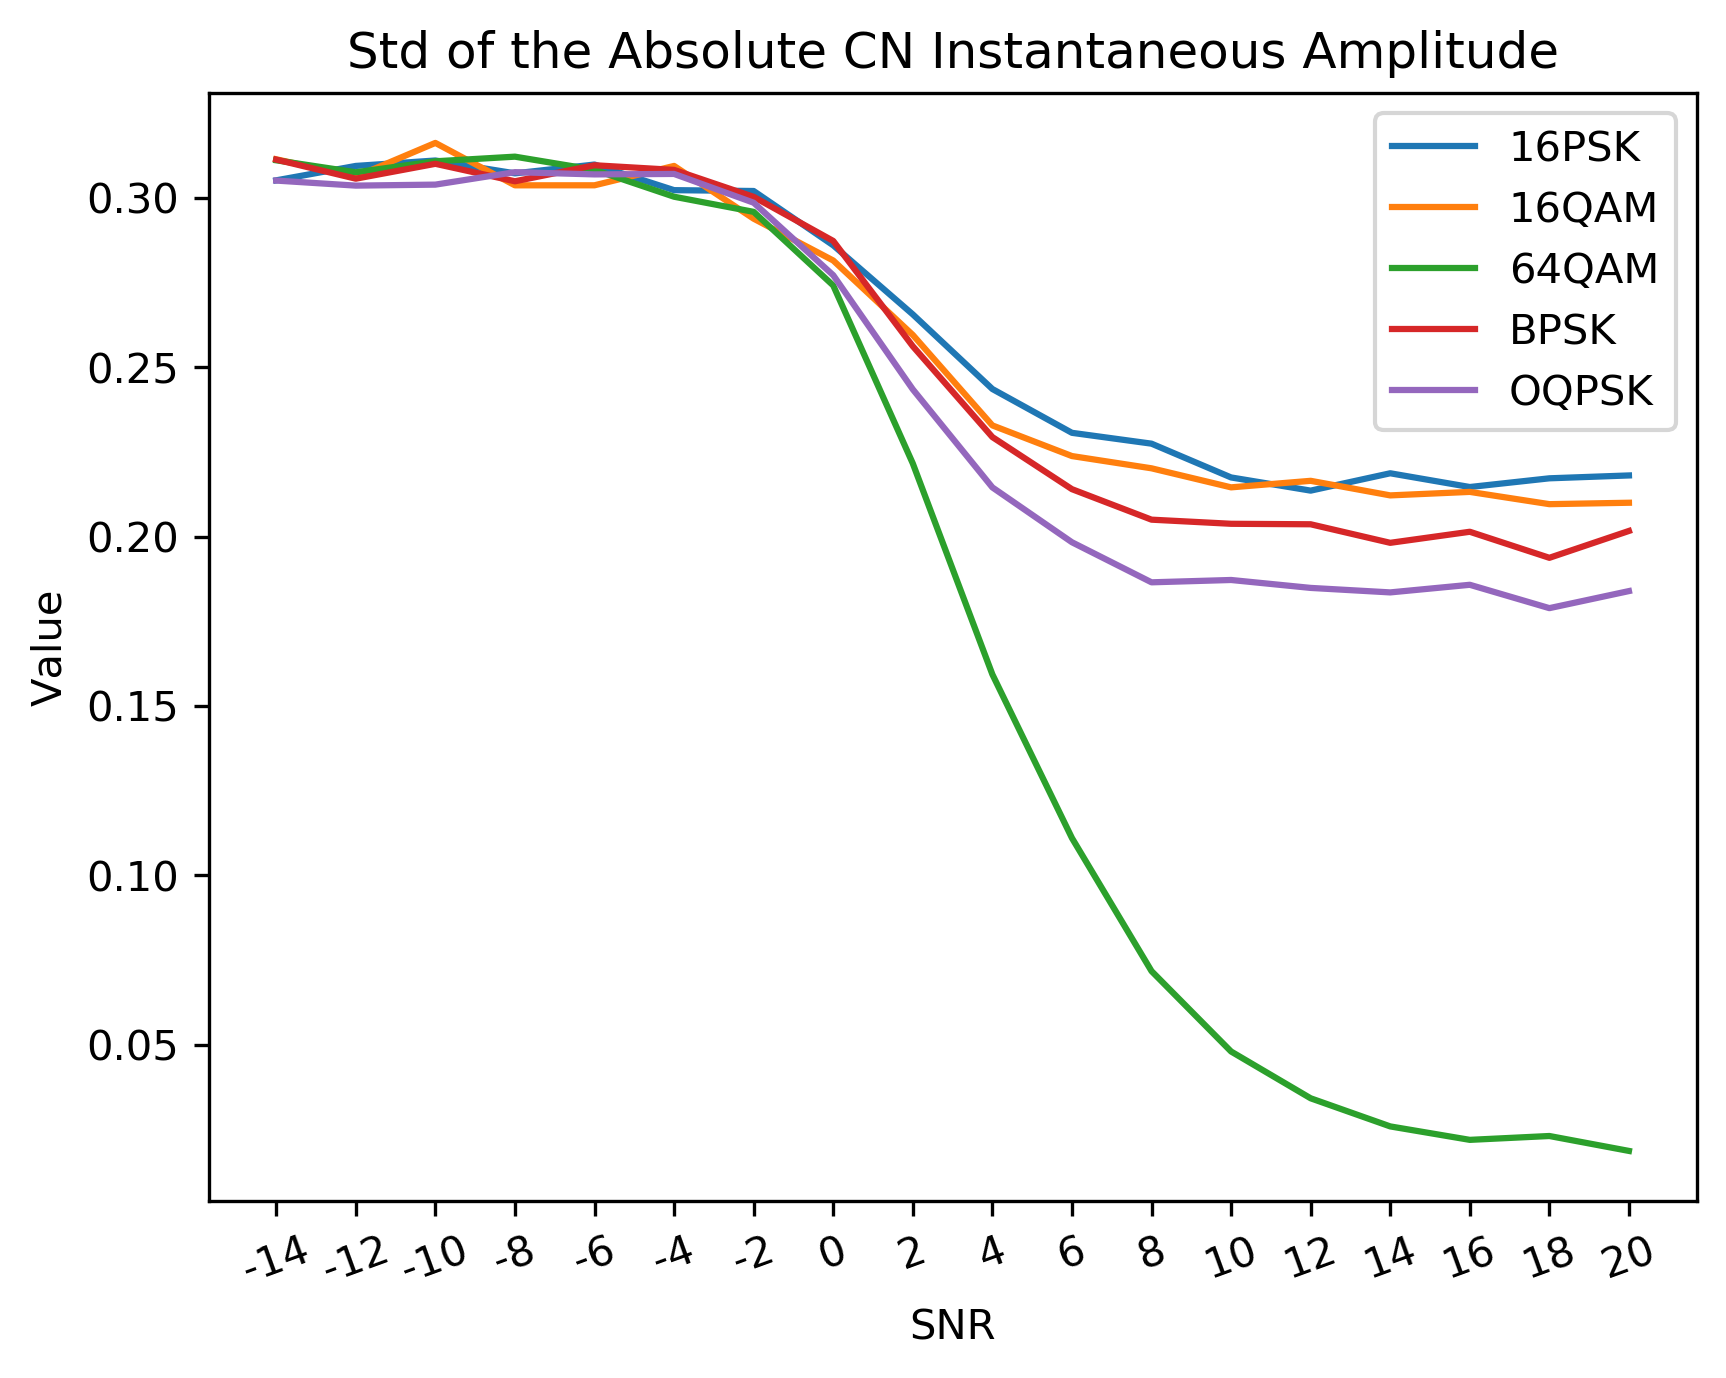 Std of the Absolute CN Instantaneous Amplitude
16PSK
16QAM
64QAM
BPSK
OQPSK
Value
0.30
0.25
0.20
0.15
0.10
0.05
-14 -12 -10 -8 -6 -4 -2 0 2 4 6 8 10 12 14 16 18 20
SNR